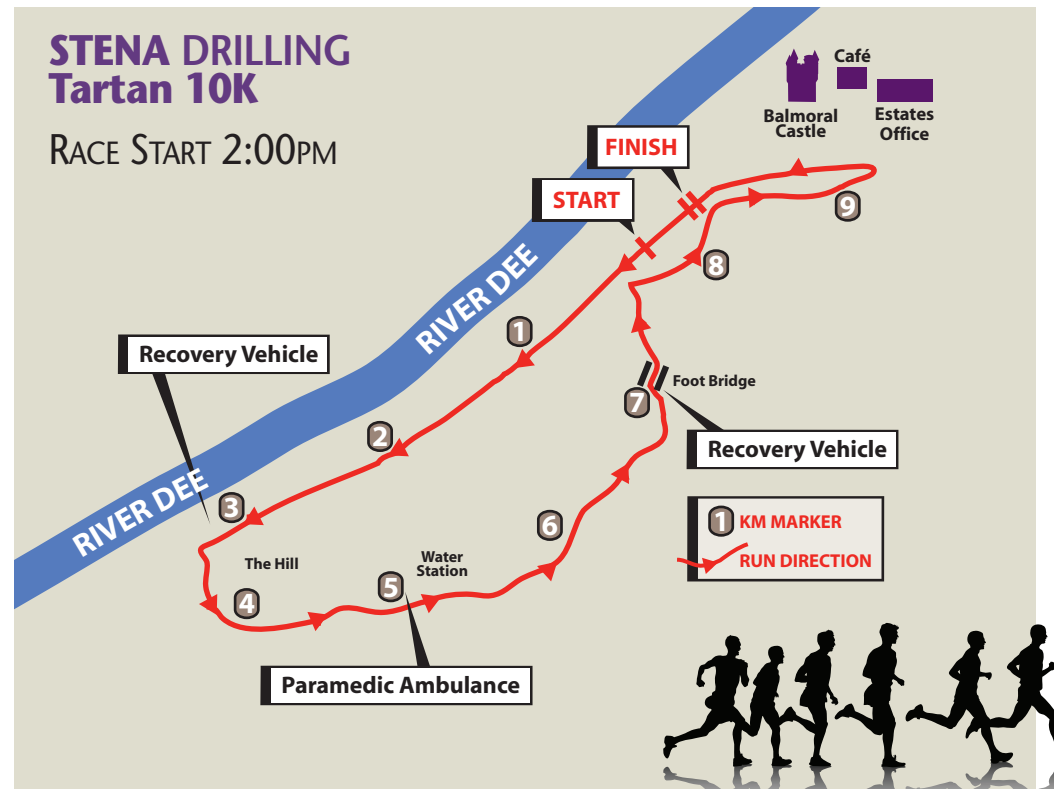 STENA DRILLING
Tartan 10K
RACE START 2:00PM
Café
Balmoral
Castle
Estates
Office
FINISH
START
RIVER DEE
RIVER DEE
9
8
1
Recovery Vehicle
Foot Bridge
7
2
Recovery Vehicle
3
1 KM MARKER
RUN DIRECTION
6
The Hill
Water
Station
5
4
Paramedic Ambulance